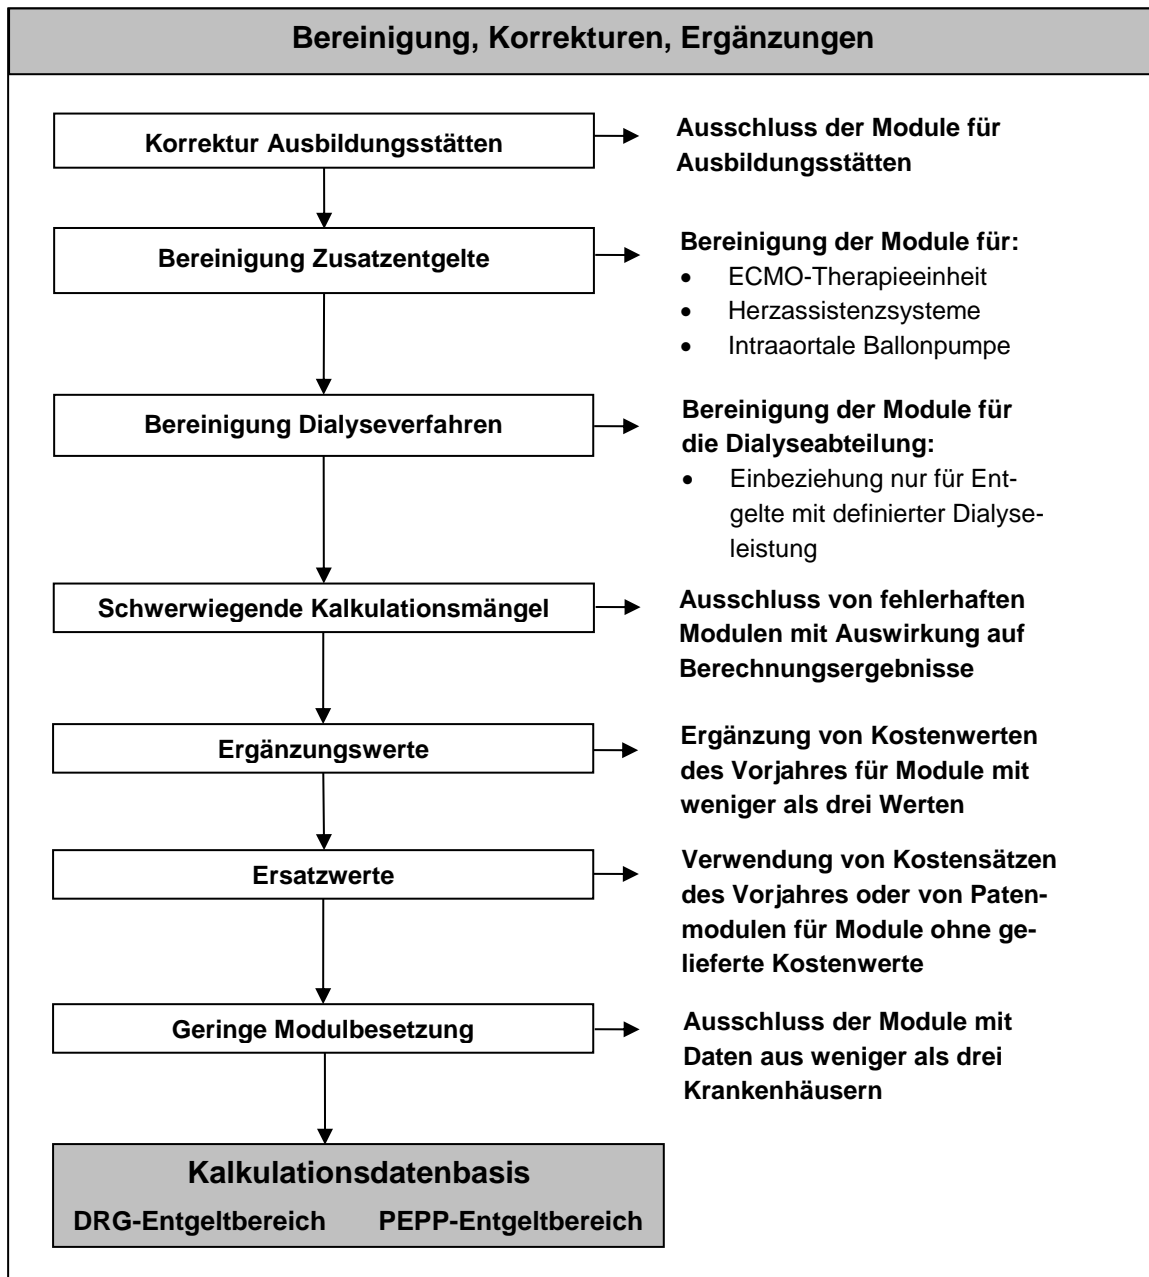 Bereinigung, Korrekturen, Ergänzungen
Korrektur Ausbildungsstätten
Ausschluss der Module für
Ausbildungsstätten
Bereinigung Zusatzentgelte
Bereinigung der Module für:
• ECMO-Therapieeinheit
• Herzassistenzsysteme
• Intraaortale Ballonpumpe
Bereinigung Dialyseverfahren
Bereinigung der Module für
die Dialyseabteilung:
• Einbeziehung nur für Ent-
gelte mit definierter Dialyse-
leistung
Schwerwiegende Kalkulationsmängel
Ausschluss von fehlerhaften
Modulen mit Auswirkung auf
Berechnungsergebnisse
Ergänzungswerte
Ergänzung von Kostenwerten
des Vorjahres für Module mit
weniger als drei Werten
Ersatzwerte
Verwendung von Kostensätzen
des Vorjahres oder von Paten-
modulen für Module ohne ge-
lieferte Kostenwerte
Geringe Modulbesetzung
Ausschluss der Module mit
Daten aus weniger als drei
Krankenhäusern
Kalkulationsdatenbasis
DRG-Entgeltbereich PEPP-Entgeltbereich